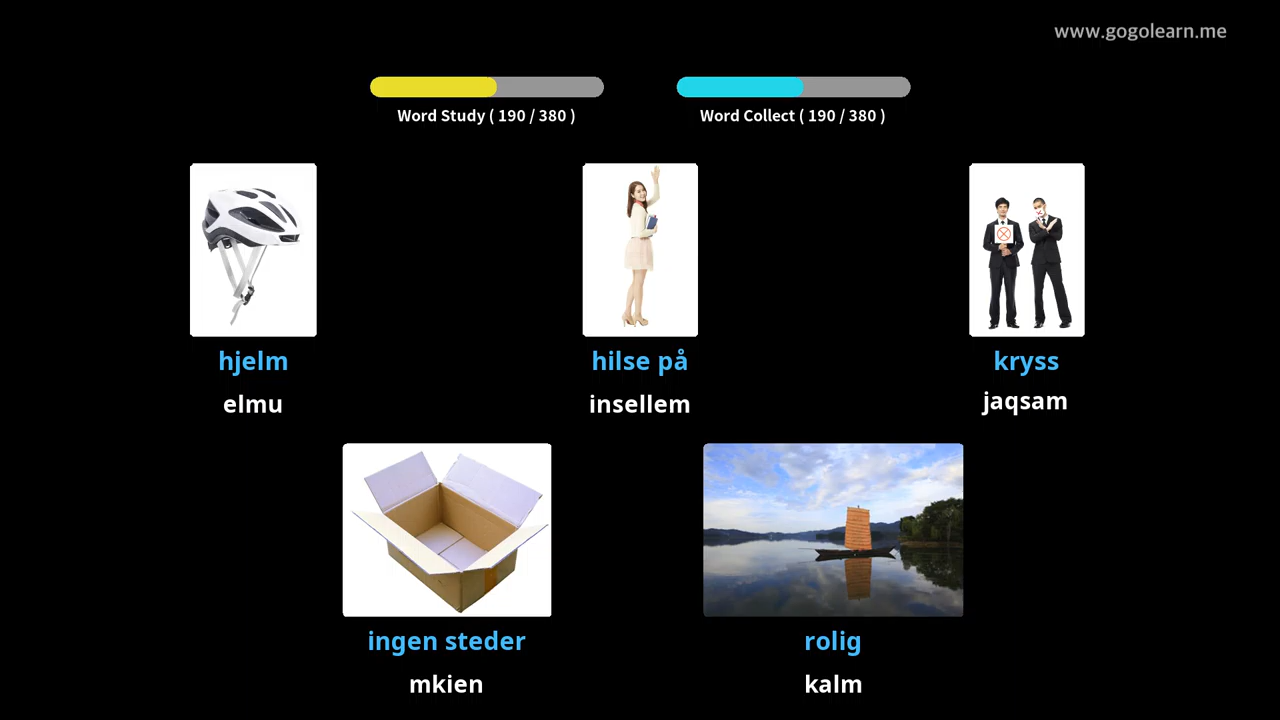 www.gogolearn.me
Word Study ( 190 / 380 )
Word Collect ( 190 / 380 )
hjelm
hilse på
kryss
elmu
insellem
jaqsam
ingen steder
rolig
mkien
kalm